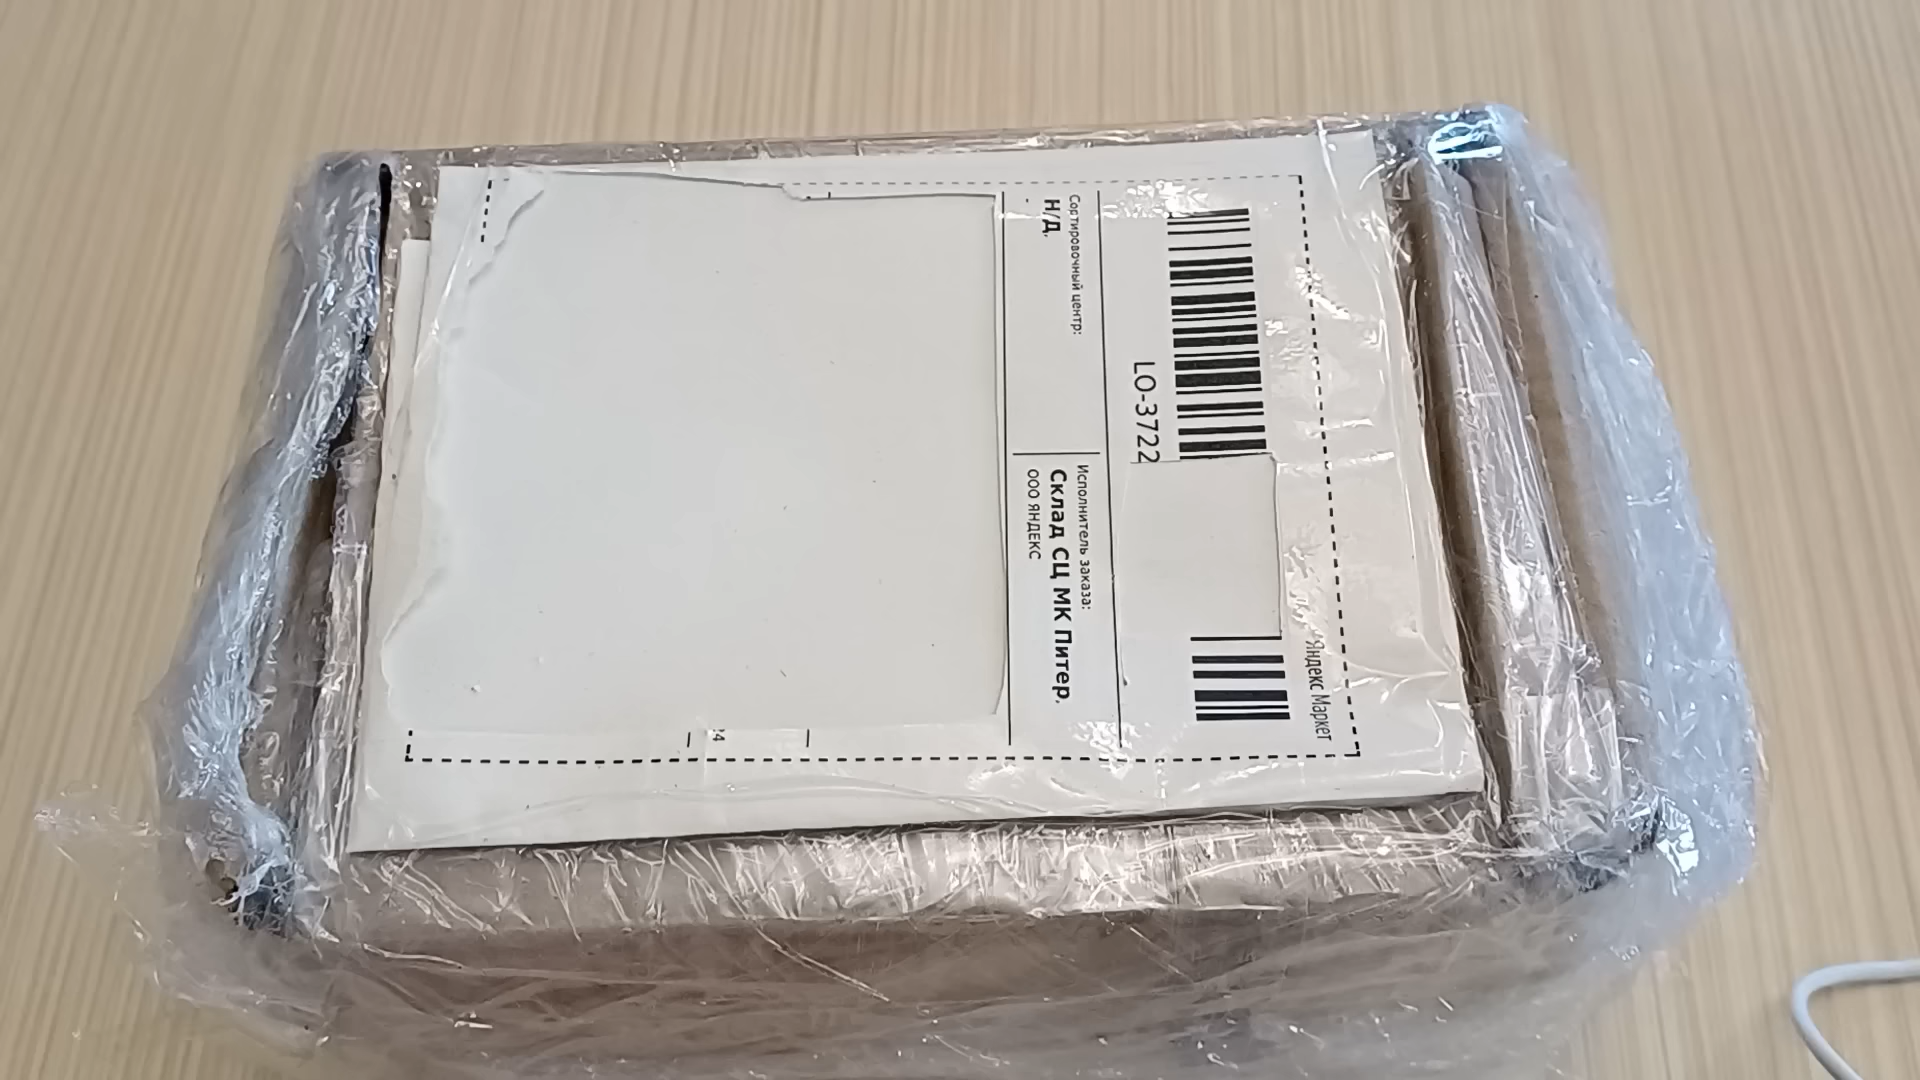 Яндекс Маркет
LO-3722
Сортировочный центр:
Н/Д.
Исполнитель заказа:
Склад СЦ МК Питер.
ООО ЯНДЕКС